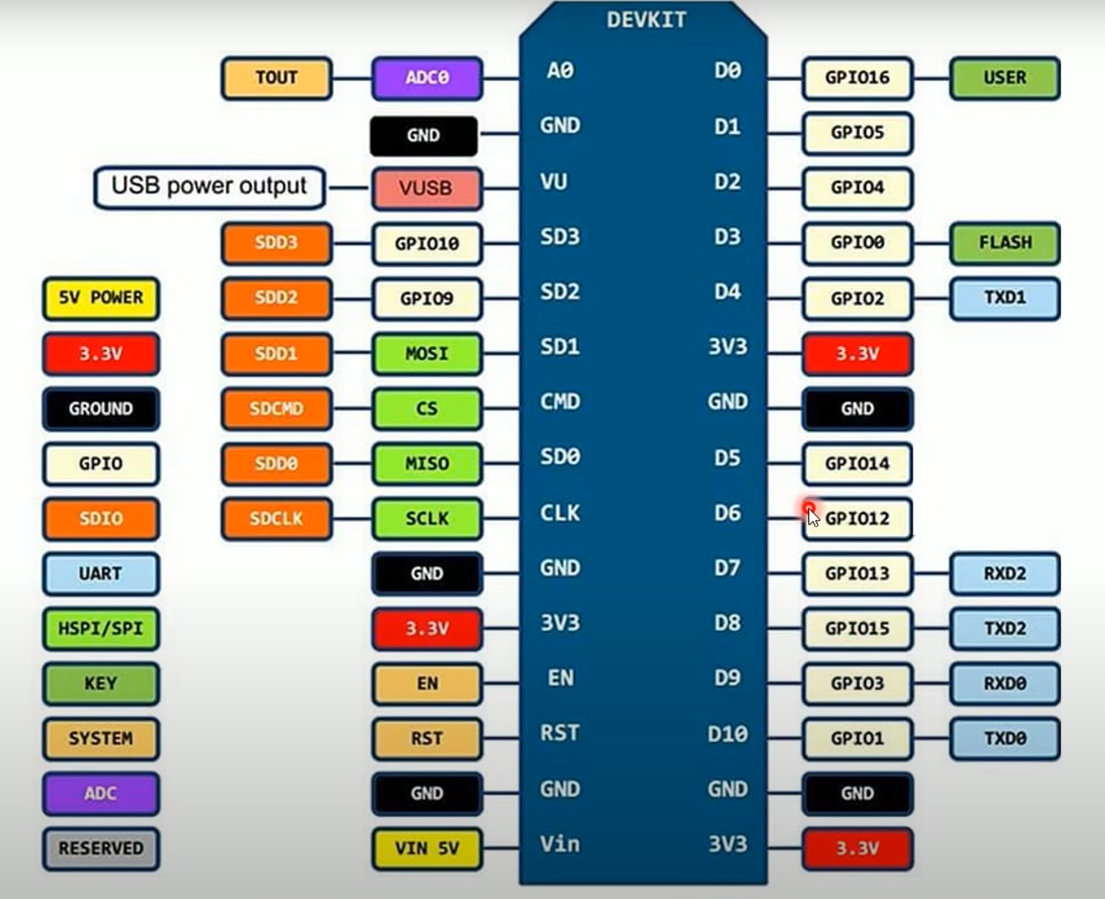 DEVKIT
TOUT ADC0 A0 D0 GPIO16 USER
GND GND D1 GPIO5
USB power output VUSB VU D2 GPIO4
SDD3 GPIO10 SD3 D3 GPIO0 FLASH
5V POWER SDD2 GPIO9 SD2 D4 GPIO2 TXD1
3.3V SDD1 MOSI SD1 3V3 3.3V
GROUND SDCMD CS CMD GND GND
GPIO SDD0 MISO SD0 D5 GPIO14
SDIO SDCLK SCLK CLK D6 GPIO12
UART GND GND D7 GPIO13 RXD2
HSPI/SPI 3.3V 3V3 D8 GPIO15 TXD2
KEY EN EN D9 GPIO3 RXD0
SYSTEM RST RST D10 GPIO1 TXD0
ADC GND GND GND GND
RESERVED VIN 5V Vin 3V3 3.3V